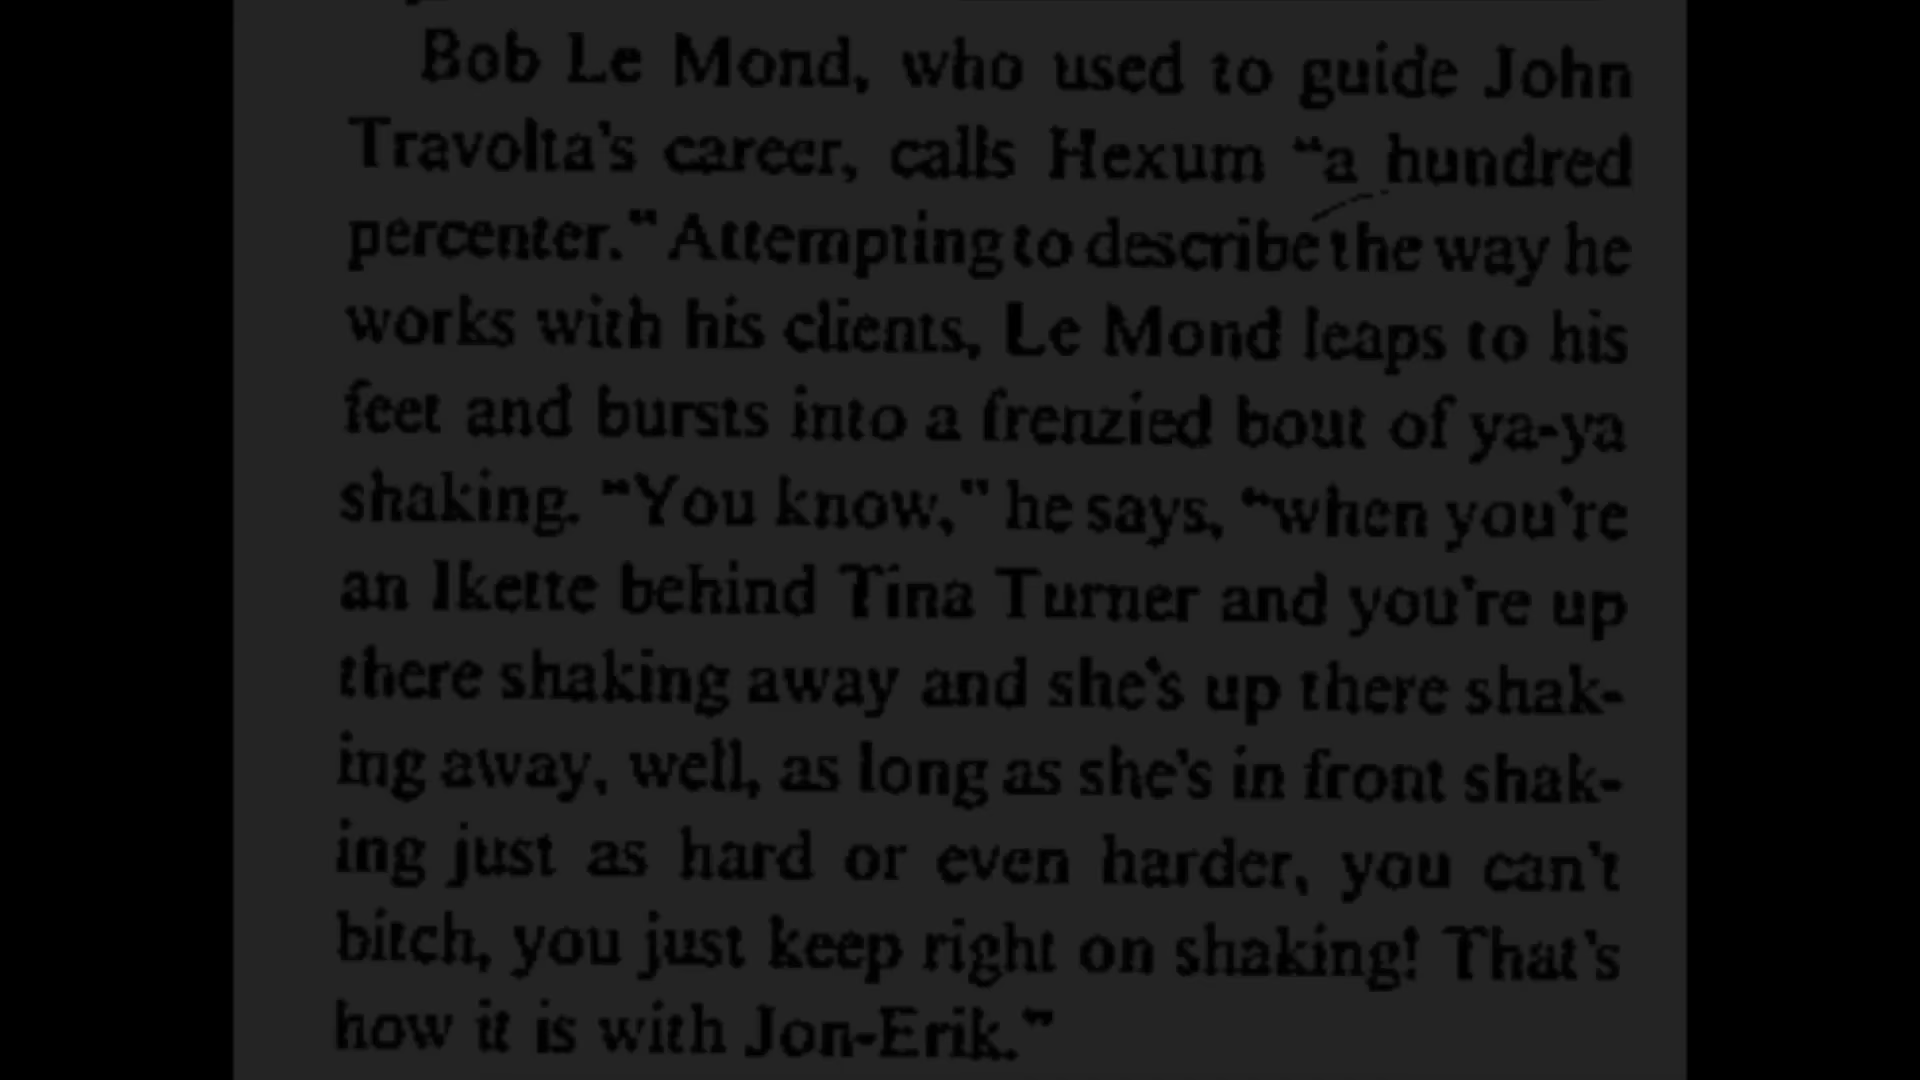 Bob Le Mond, who used to guide John
Travolta's career, calls Hexum "a hundred
percenter." Attempting to describe the way he
works with his clients, Le Mond leaps to his
feet and bursts into a frenzied bout of ya-ya
shaking. "You know," he says, "when you're
an Ikette behind Tina Turner and you're up
there shaking away and she's up there shak-
ing away, well, as long as she's in front shak-
ing just as hard or even harder, you can't
bitch, you just keep right on shaking! That's
how it is with Jon-Erik."